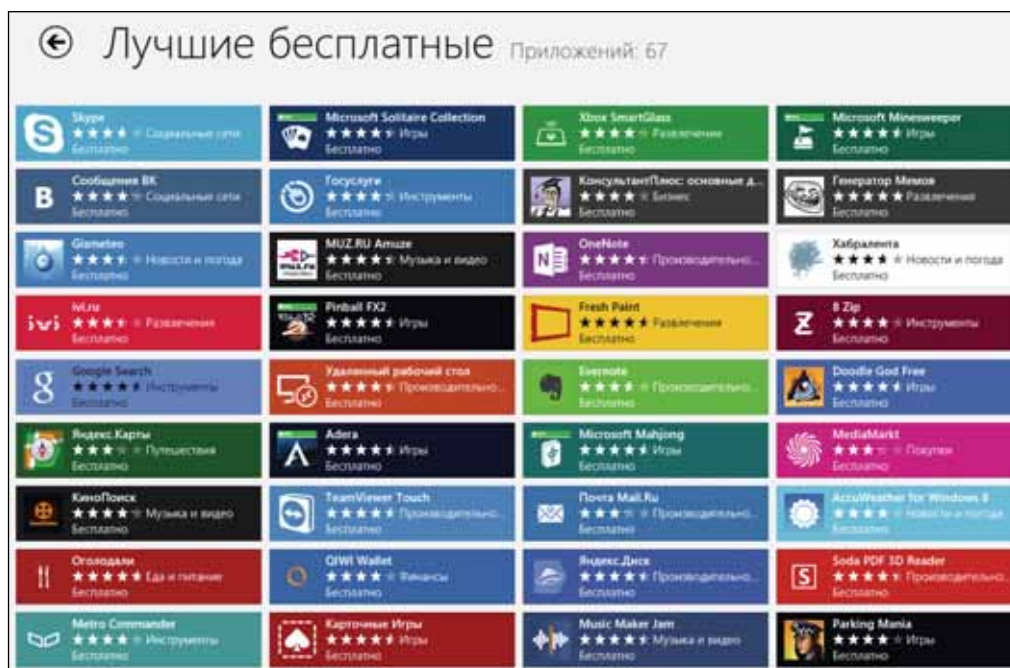 Лучшие бесплатные Приложений: 67
Skype
Социальные сети
Бесплатно
Microsoft Solitaire Collection
Игры
Бесплатно
Xbox SmartGlass
Развлечения
Бесплатно
Microsoft Minesweeper
Игры
Бесплатно
B
Сообщения ВК
Социальные сети
Бесплатно
Госуслуги
Инструменты
Бесплатно
КонсультантПлюс: основные д...
Бизнес
Бесплатно
Генератор Мемов
Развлечения
Бесплатно
Gismeteo
Новости и погода
Бесплатно
MUZ.RU Amuze
Музыка и видео
Бесплатно
OneNote
Производительно...
Бесплатно
Хабралента
Новости и погода
Бесплатно
ivi
ivi.ru
Развлечения
Бесплатно
Pinball FX2
Игры
Бесплатно
Fresh Paint
Развлечения
Бесплатно
8 Zip
Инструменты
Бесплатно
g
Google Search
Инструменты
Бесплатно
Удаленный рабочий стол
Производительно...
Бесплатно
Evernote
Производительно...
Бесплатно
Doodle God Free
Игры
Бесплатно
Яндекс.Карты
Путешествия
Бесплатно
Adera
Игры
Бесплатно
Microsoft Mahjong
Игры
Бесплатно
MediaMarkt
Покупки
Бесплатно
КиноПоиск
Музыка и видео
Бесплатно
TeamViewer Touch
Производительно...
Бесплатно
Почта Mail.Ru
Производительно...
Бесплатно
AccuWeather for Windows 8
Новости и погода
Бесплатно
Оголодали
Еда и питание
Бесплатно
QIWI Wallet
Финансы
Бесплатно
Яндекс.Диск
Производительно...
Бесплатно
S
Soda PDF 3D Reader
Производительно...
Бесплатно
Metro Commander
Инструменты
Бесплатно
Карточные Игры
Игры
Бесплатно
Music Maker Jam
Музыка и видео
Бесплатно
Parking Mania
Игры
Бесплатно